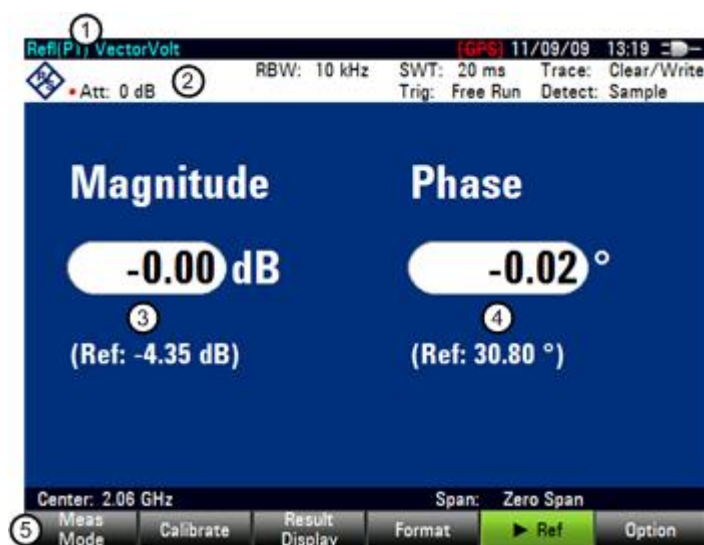 1
Refl(P1) VectorVolt (GPS) 11/09/09 13:19
R S
• Att: 0 dB 2 RBW: 10 kHz SWT: 20 ms Trace: Clear/Write
Trig: Free Run Detect: Sample
Magnitude Phase
-0.00 dB -0.02 °
3 4
(Ref: -4.35 dB) (Ref: 30.80 °)
Center: 2.06 GHz Span: Zero Span
5 Meas Mode Calibrate Result Display Format ► Ref Option